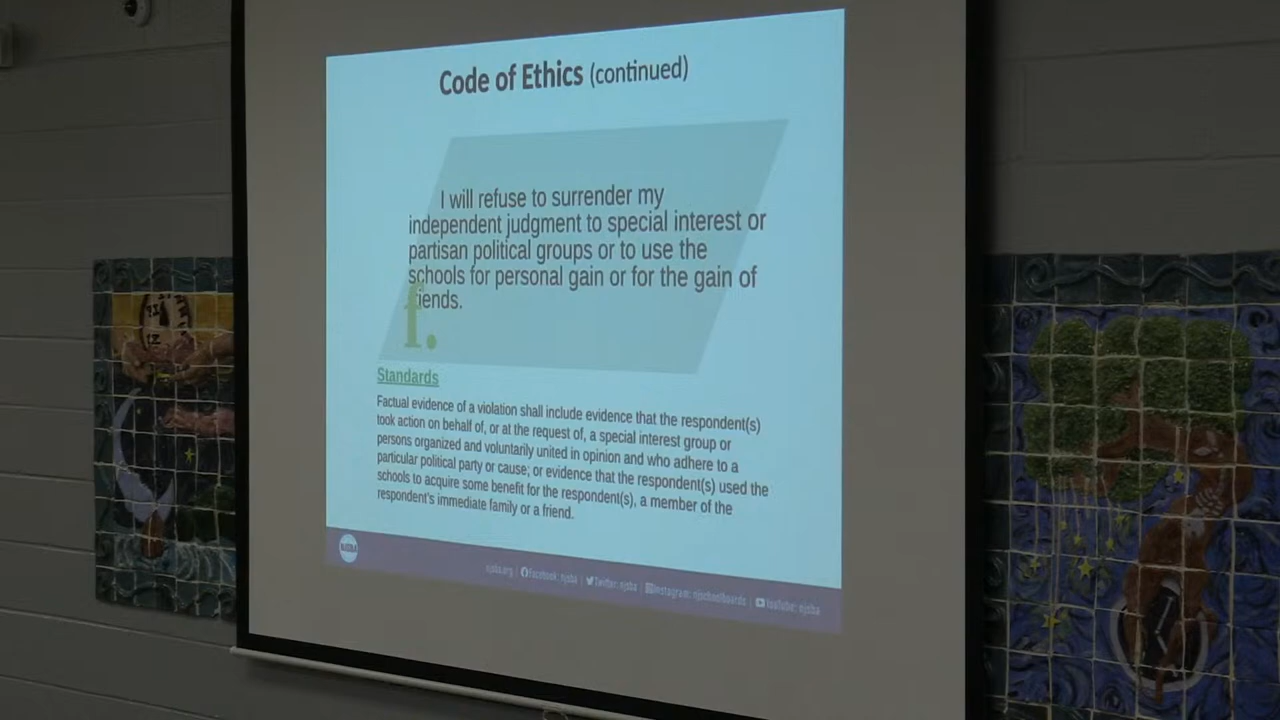 Code of Ethics (continued)
I will refuse to surrender my
independent judgment to special interest or
partisan political groups or to use the
schools for personal gain or for the gain of
friends.
f.
Standards
Factual evidence of a violation shall include evidence that the respondent(s)
took action on behalf of, or at the request of, a special interest group or
persons organized and voluntarily united in opinion and who adhere to a
particular political party or cause; or evidence that the respondent(s) used the
schools to acquire some benefit for the respondent(s), a member of the
respondent's immediate family or a friend.
NJSBA
njsba.org | Facebook: njsba | Twitter: njsba | Instagram: njschoolboards | YouTube: njsba